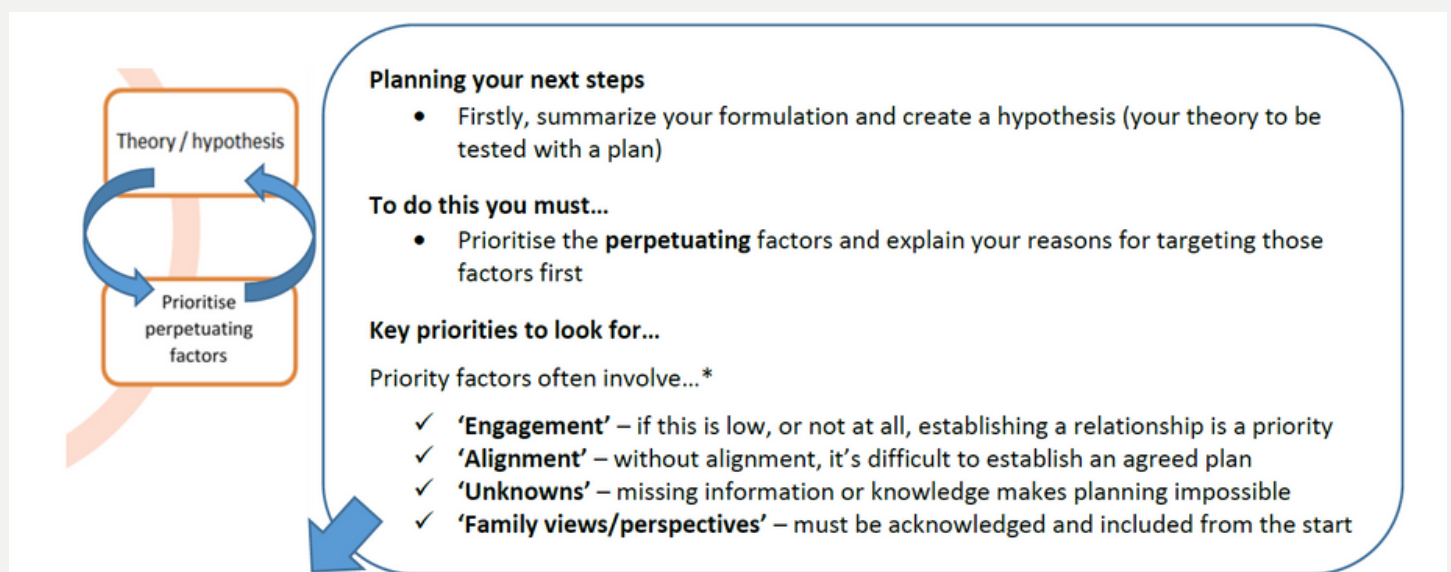 Theory / hypothesis
Prioritise
perpetuating
factors
Planning your next steps
• Firstly, summarize your formulation and create a hypothesis (your theory to be
tested with a plan)
To do this you must...
• Prioritise the perpetuating factors and explain your reasons for targeting those
factors first
Key priorities to look for...
Priority factors often involve...*
✓ ‘Engagement’ – if this is low, or not at all, establishing a relationship is a priority
✓ ‘Alignment’ – without alignment, it’s difficult to establish an agreed plan
✓ ‘Unknowns’ – missing information or knowledge makes planning impossible
✓ ‘Family views/perspectives’ – must be acknowledged and included from the start